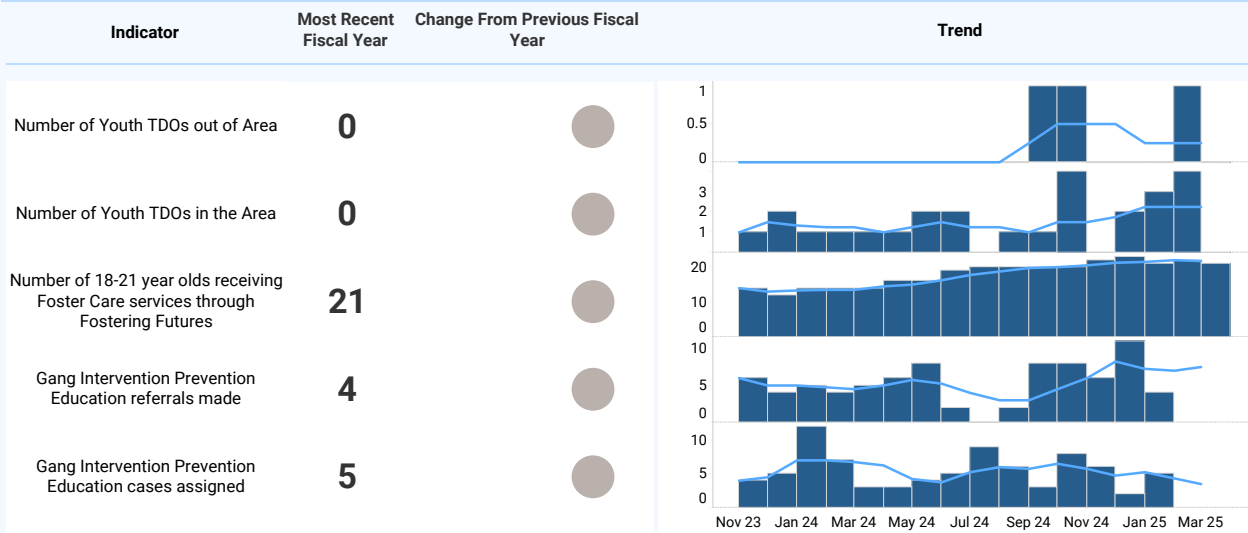 Indicator
Most Recent
Fiscal Year
Change From Previous Fiscal
Year
Trend
Number of Youth TDOs out of Area
0
1
0.5
0
Number of Youth TDOs in the Area
0
3
2
1
Number of 18-21 year olds receiving
Foster Care services through
Fostering Futures
21
20
10
0
Gang Intervention Prevention
Education referrals made
4
10
5
0
Gang Intervention Prevention
Education cases assigned
5
10
5
0
Nov 23 Jan 24 Mar 24 May 24 Jul 24 Sep 24 Nov 24 Jan 25 Mar 25